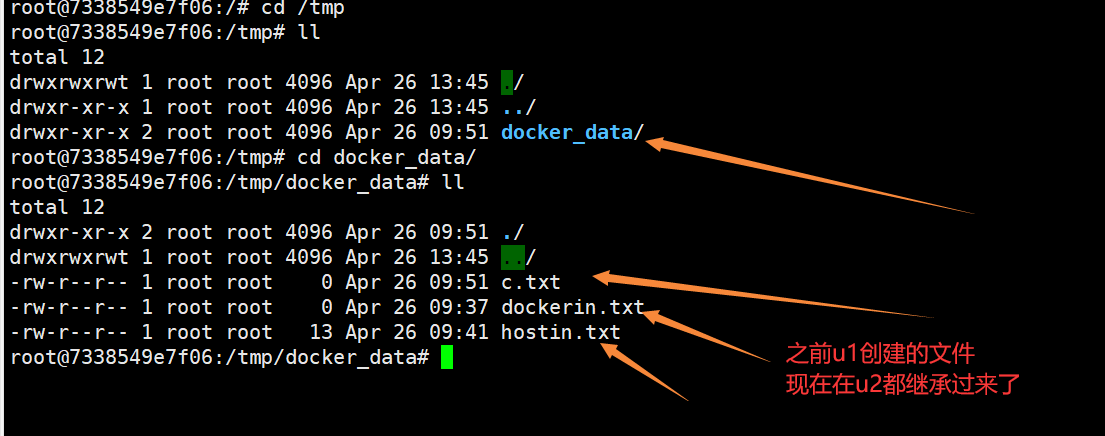 root@7338549e7f06:/# cd /tmp
root@7338549e7f06:/tmp# ll
total 12
drwxrwxrwt 1 root root 4096 Apr 26 13:45 ./
drwxr-xr-x 1 root root 4096 Apr 26 13:45 ../
drwxr-xr-x 2 root root 4096 Apr 26 09:51 docker_data/
root@7338549e7f06:/tmp# cd docker_data/
root@7338549e7f06:/tmp/docker_data# ll
total 12
drwxr-xr-x 2 root root 4096 Apr 26 09:51 ./
drwxrwxrwt 1 root root 4096 Apr 26 13:45 ../
-rw-r--r-- 1 root root    0 Apr 26 09:51 c.txt
-rw-r--r-- 1 root root    0 Apr 26 09:37 dockerin.txt
-rw-r--r-- 1 root root   13 Apr 26 09:41 hostin.txt
root@7338549e7f06:/tmp/docker_data#
之前u1创建的文件
现在在u2都继承过来了